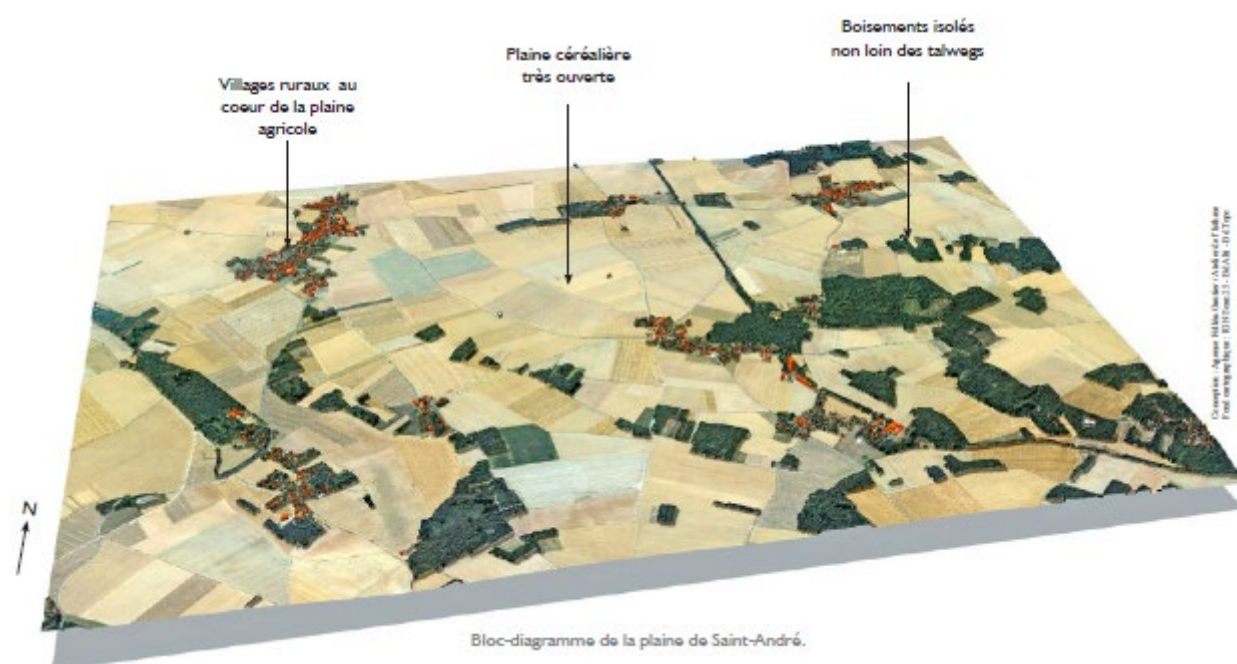 Boisements isolés
non loin des talwegs
Plaine céréalière
très ouverte
Villages ruraux au
coeur de la plaine
agricole
N
Bloc-diagramme de la plaine de Saint-André.